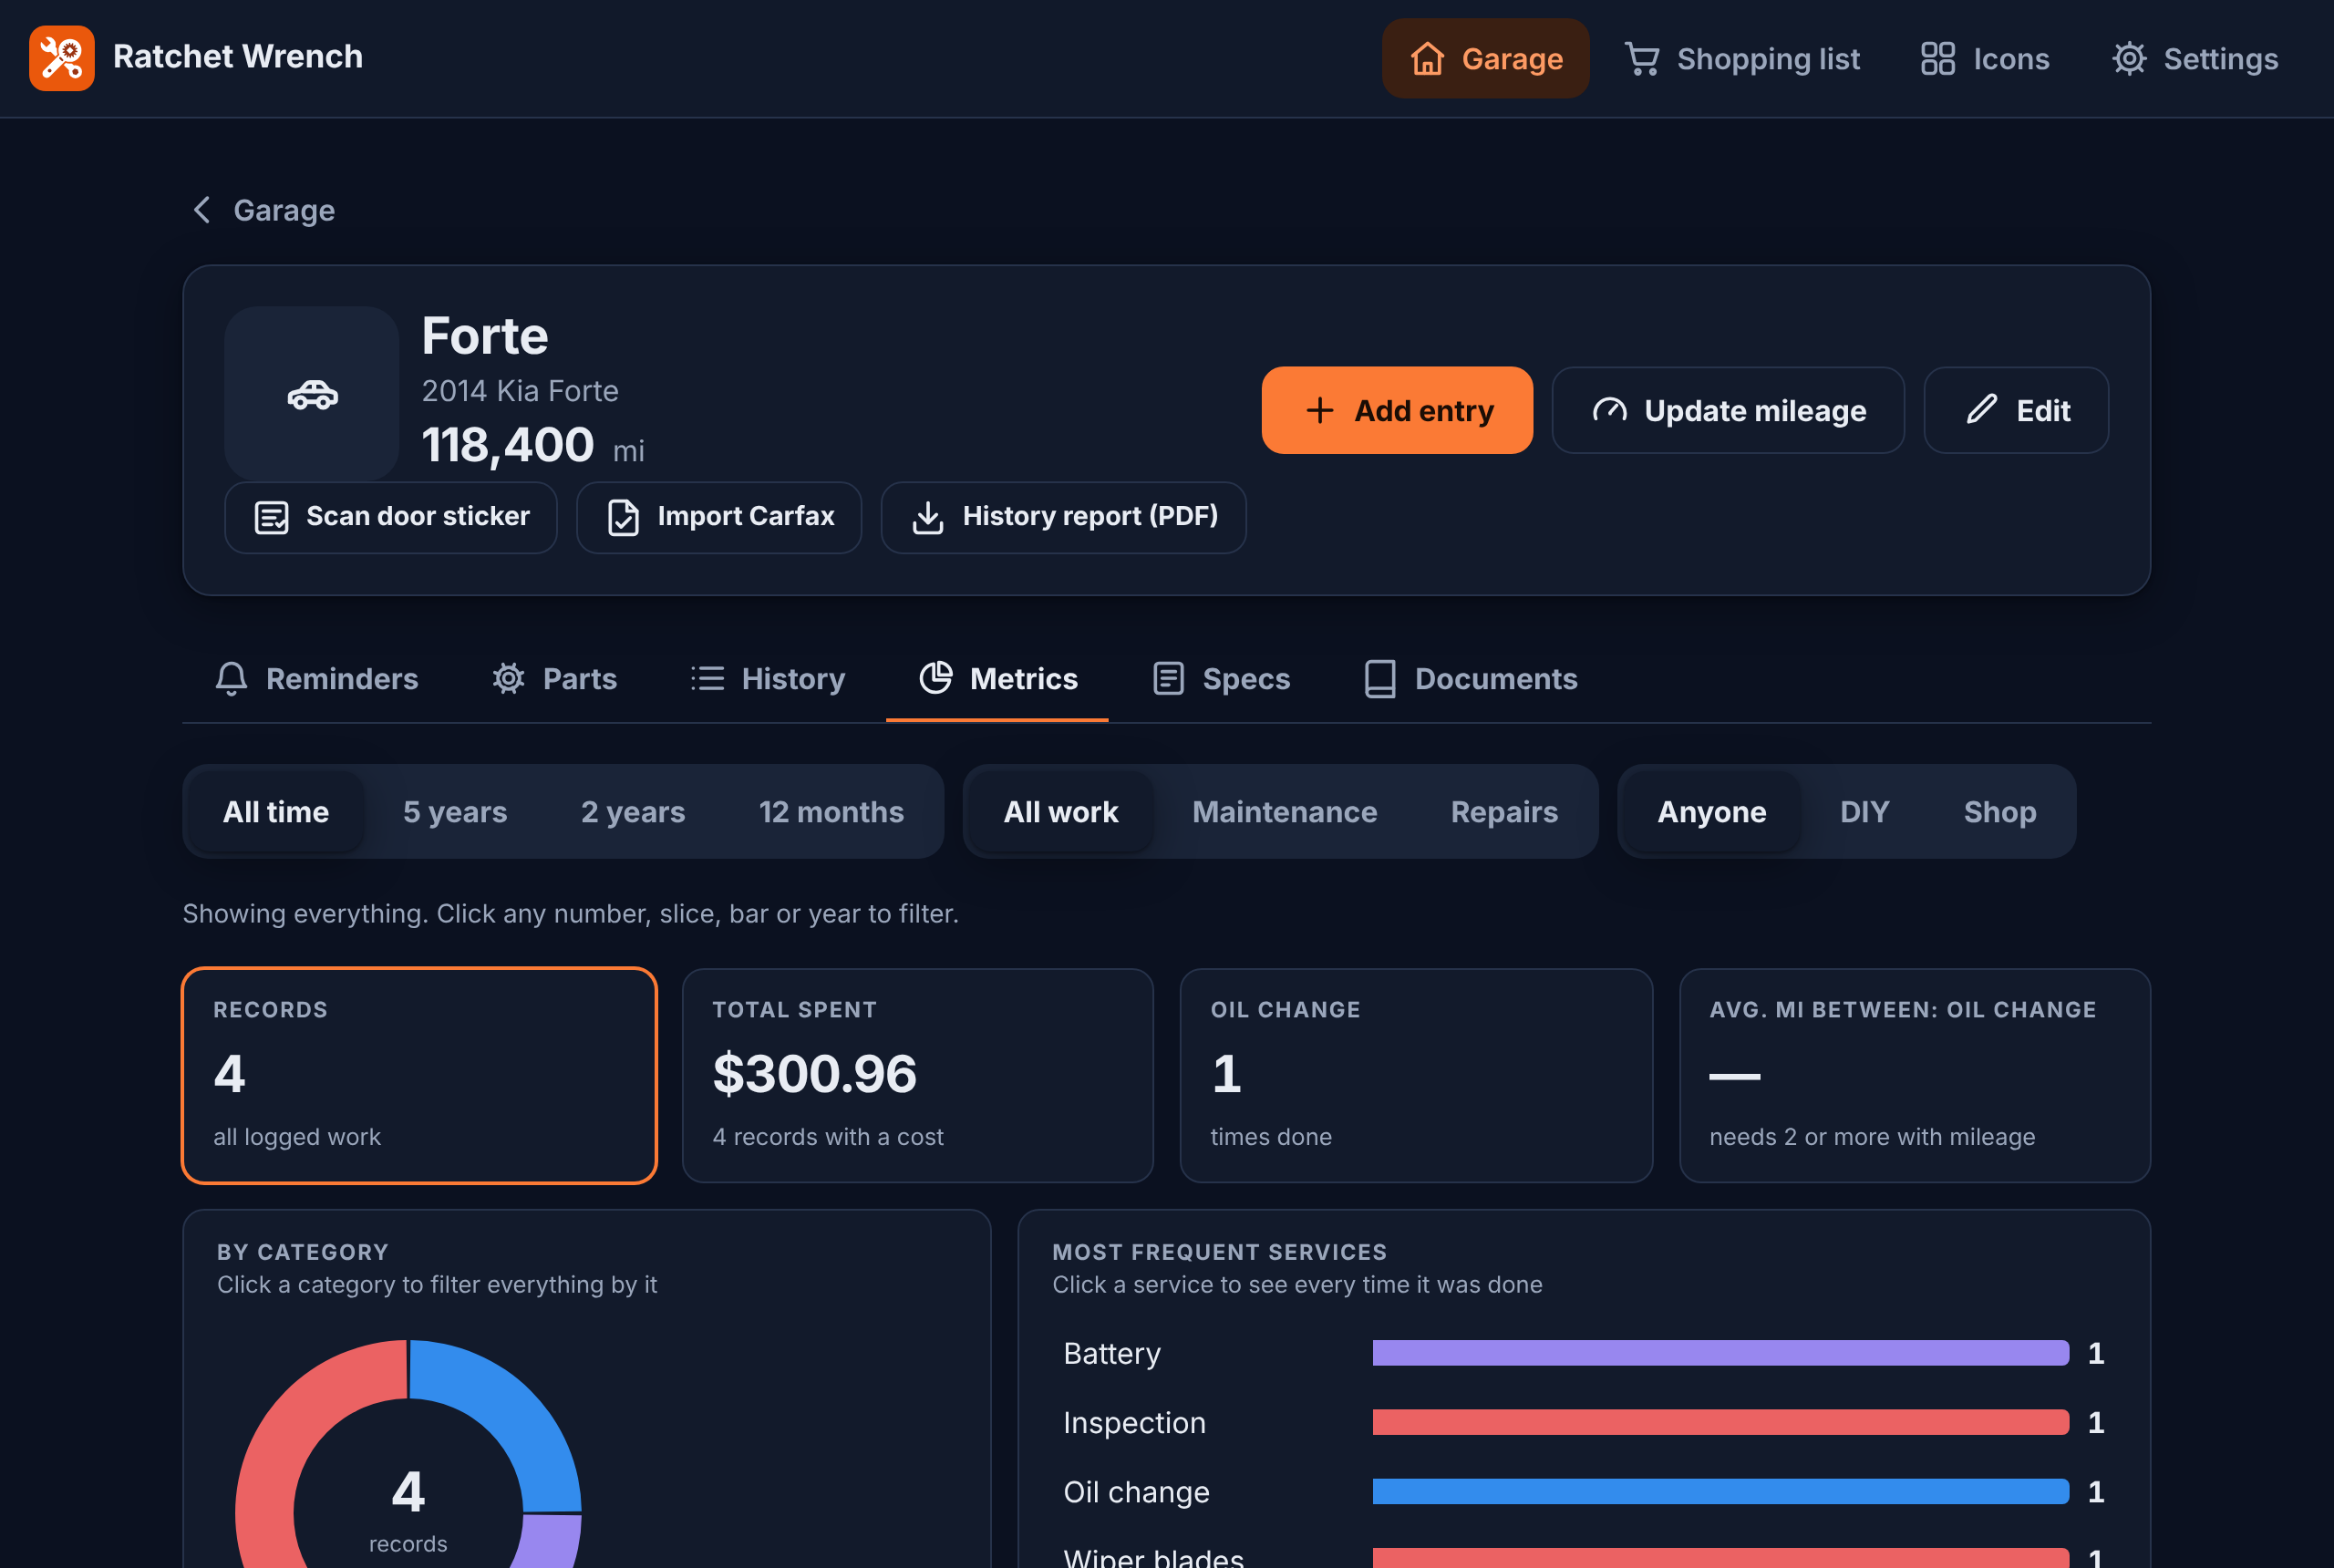 Ratchet Wrench
Garage
Shopping list
Icons
Settings
Garage
Forte
2014 Kia Forte
118,400 mi
Add entry
Update mileage
Edit
Scan door sticker
Import Carfax
History report (PDF)
Reminders
Parts
History
Metrics
Specs
Documents
All time
5 years
2 years
12 months
All work
Maintenance
Repairs
Anyone
DIY
Shop
Showing everything. Click any number, slice, bar or year to filter.
RECORDS
4
all logged work
TOTAL SPENT
$300.96
4 records with a cost
OIL CHANGE
1
times done
AVG. MI BETWEEN: OIL CHANGE
—
needs 2 or more with mileage
BY CATEGORY
Click a category to filter everything by it
4
records
MOST FREQUENT SERVICES
Click a service to see every time it was done
Battery 1
Inspection 1
Oil change 1
Wiper blades 1